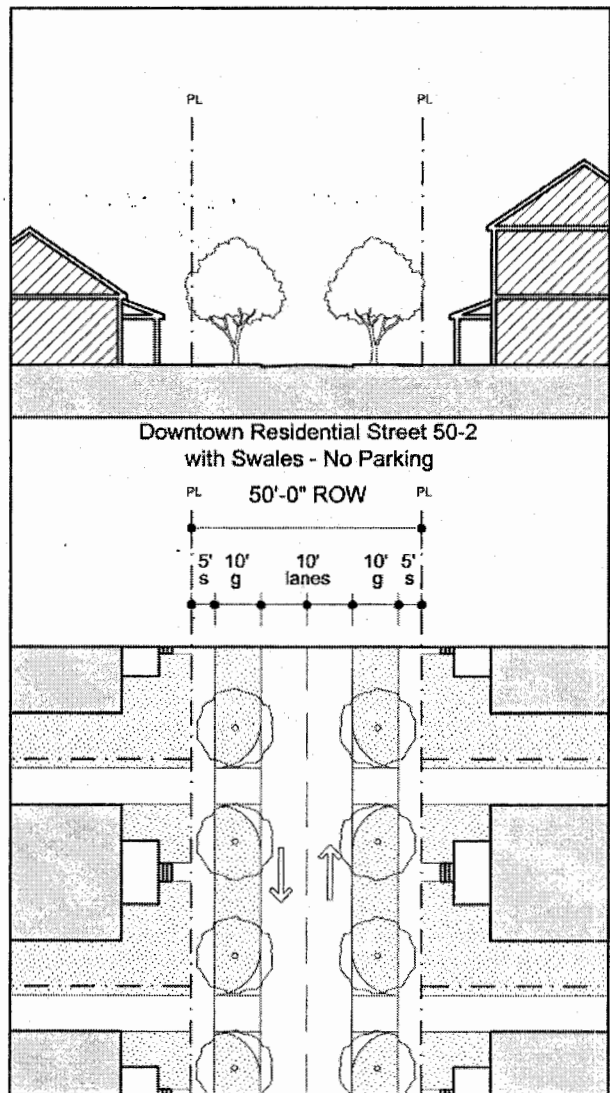 PL PL
Downtown Residential Street 50-2
with Swales - No Parking
PL 50'-0" ROW PL
5' 10' 10' 10' 5'
s g lanes g s